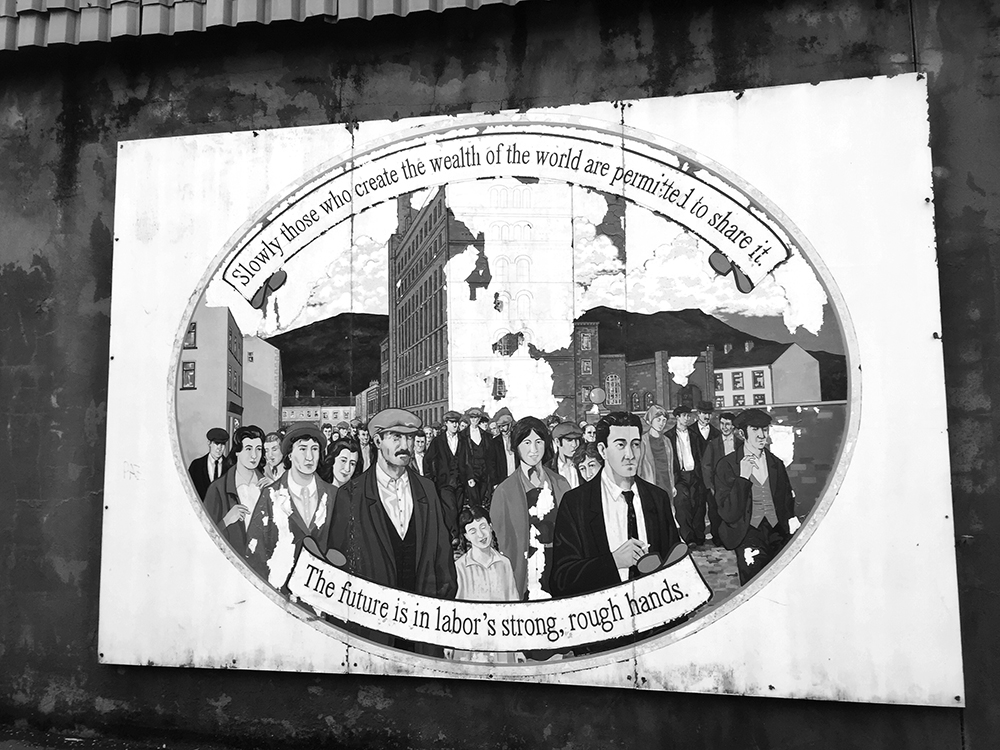 Slowly those who create the wealth of the world are permitted to share it.
The future is in labor's strong, rough hands.